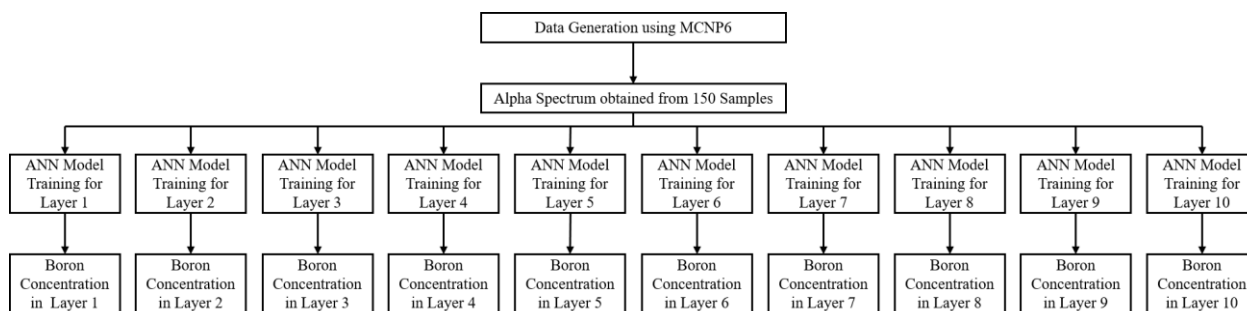 Data Generation using MCNP6
Alpha Spectrum obtained from 150 Samples
ANN Model
Training for
Layer 1
ANN Model
Training for
Layer 2
ANN Model
Training for
Layer 3
ANN Model
Training for
Layer 4
ANN Model
Training for
Layer 5
ANN Model
Training for
Layer 6
ANN Model
Training for
Layer 7
ANN Model
Training for
Layer 8
ANN Model
Training for
Layer 9
ANN Model
Training for
Layer 10
Boron
Concentration
in Layer 1
Boron
Concentration
in Layer 2
Boron
Concentration
in Layer 3
Boron
Concentration
in Layer 4
Boron
Concentration
in Layer 5
Boron
Concentration
in Layer 6
Boron
Concentration
in Layer 7
Boron
Concentration
in Layer 8
Boron
Concentration
in Layer 9
Boron
Concentration
in Layer 10